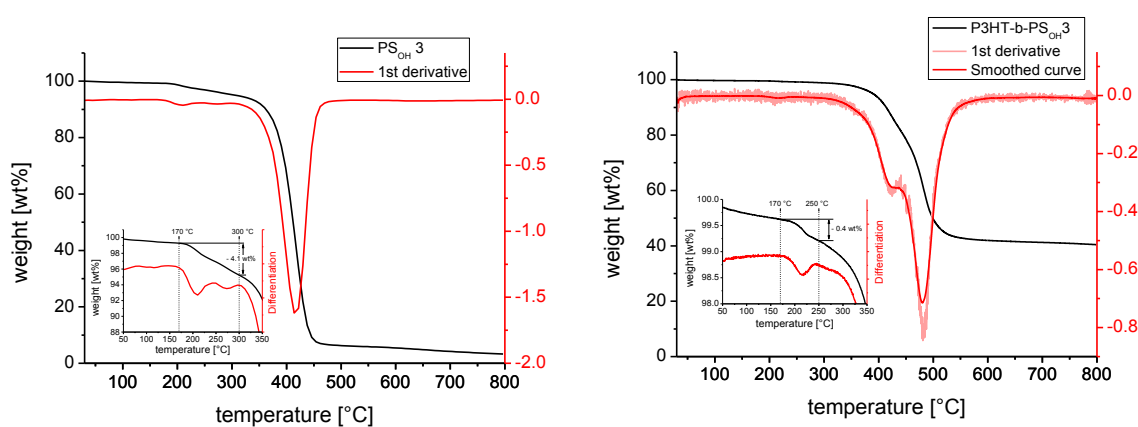 PS_OH 3
1st derivative
100
80
60
40
20
0
weight [wt%]
0.0
-0.5
-1.0
-1.5
-2.0
100 200 300 400 500 600 700 800
temperature [°C]
170 °C
300 °C
- 4.1 wt%
100
98
96
94
92
90
88
weight [wt%]
Differentiation
50 100 150 200 250 300 350
temperature [°C]
P3HT-b-PS_OH3
1st derivative
Smoothed curve
100
80
60
40
20
0
weight [wt%]
0.0
-0.2
-0.4
-0.6
-0.8
100 200 300 400 500 600 700 800
temperature [°C]
170 °C
250 °C
- 0.4 wt%
100.0
99.5
99.0
98.5
98.0
weight [wt%]
Differentiation
50 100 150 200 250 300 350
temperature [°C]